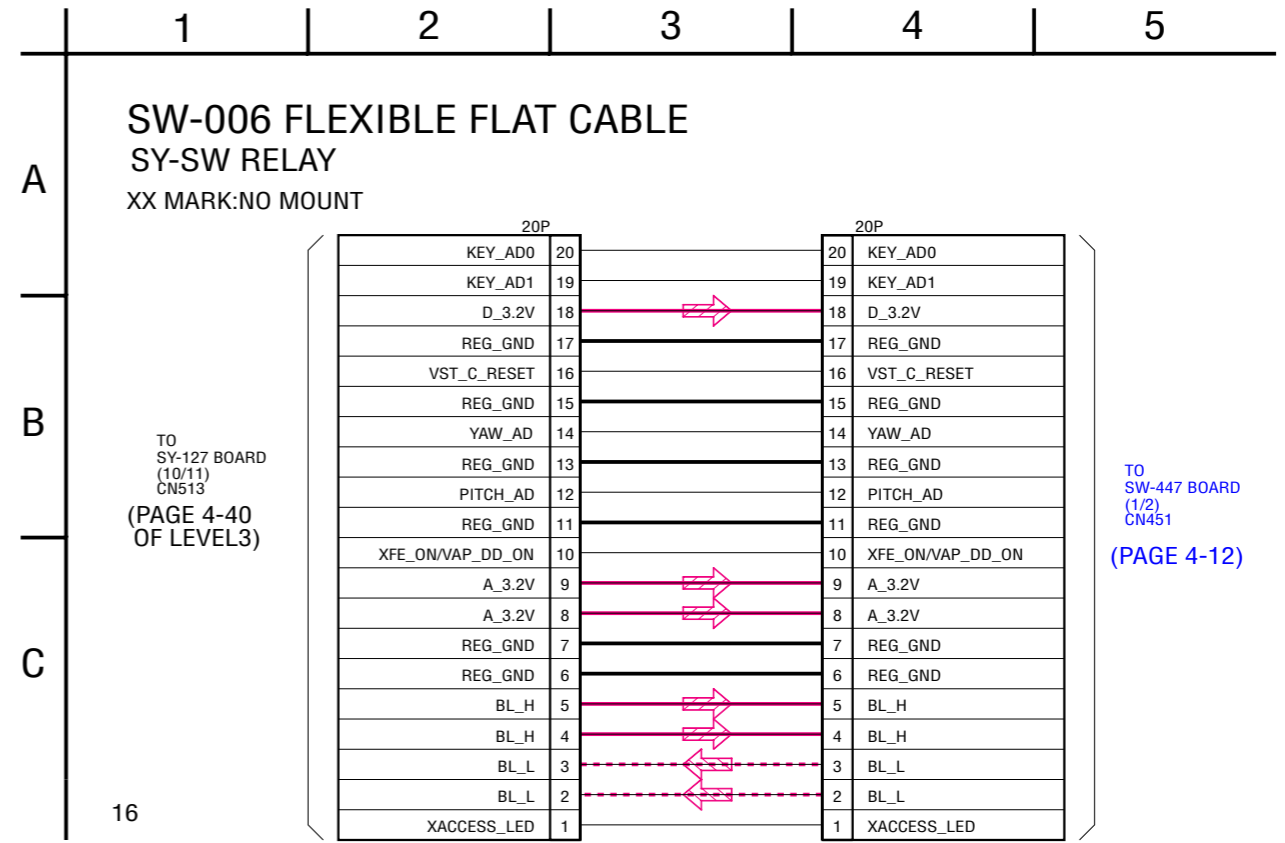 1 2 3 4 5
A
B
C
SW-006 FLEXIBLE FLAT CABLE
SY-SW RELAY
XX MARK:NO MOUNT
20P 20P
KEY_AD0 20 20 KEY_AD0
KEY_AD1 19 19 KEY_AD1
D_3.2V 18 18 D_3.2V
REG_GND 17 17 REG_GND
VST_C_RESET 16 16 VST_C_RESET
REG_GND 15 15 REG_GND
YAW_AD 14 14 YAW_AD
REG_GND 13 13 REG_GND
PITCH_AD 12 12 PITCH_AD
REG_GND 11 11 REG_GND
XFE_ON/VAP_DD_ON 10 10 XFE_ON/VAP_DD_ON
A_3.2V 9 9 A_3.2V
A_3.2V 8 8 A_3.2V
REG_GND 7 7 REG_GND
REG_GND 6 6 REG_GND
BL_H 5 5 BL_H
BL_H 4 4 BL_H
BL_L 3 3 BL_L
BL_L 2 2 BL_L
XACCESS_LED 1 1 XACCESS_LED
TO
SY-127 BOARD
(10/11)
CN513
(PAGE 4-40
OF LEVEL3)
TO
SW-447 BOARD
(1/2)
CN451
(PAGE 4-12)
16